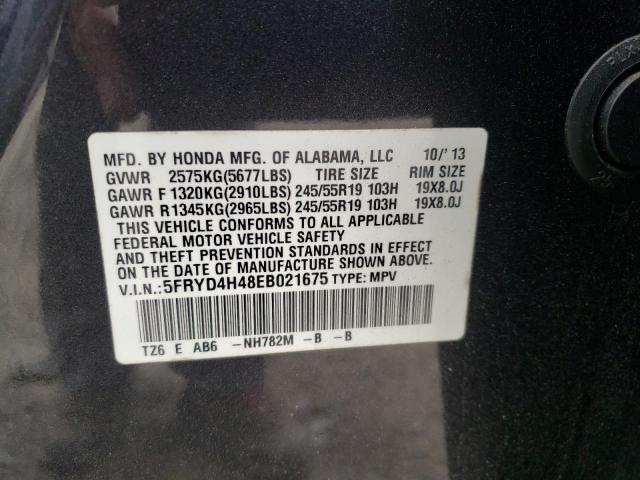 MFD. BY HONDA MFG. OF ALABAMA, LLC 10/'13
GVWR 2575KG(5677LBS) TIRE SIZE RIM SIZE
GAWR F 1320KG(2910LBS) 245/55R19 103H 19X8.0J
GAWR R1345KG(2965LBS) 245/55R19 103H 19X8.0J
THIS VEHICLE CONFORMS TO ALL APPLICABLE
FEDERAL MOTOR VEHICLE SAFETY
AND THEFT PREVENTION STANDARDS IN EFFECT
ON THE DATE OF MANUFACTURE SHOWN ABOVE.
V.I.N.:5FRYD4H48EB021675 TYPE: MPV
TZ6 E AB6 -NH782M -B -B